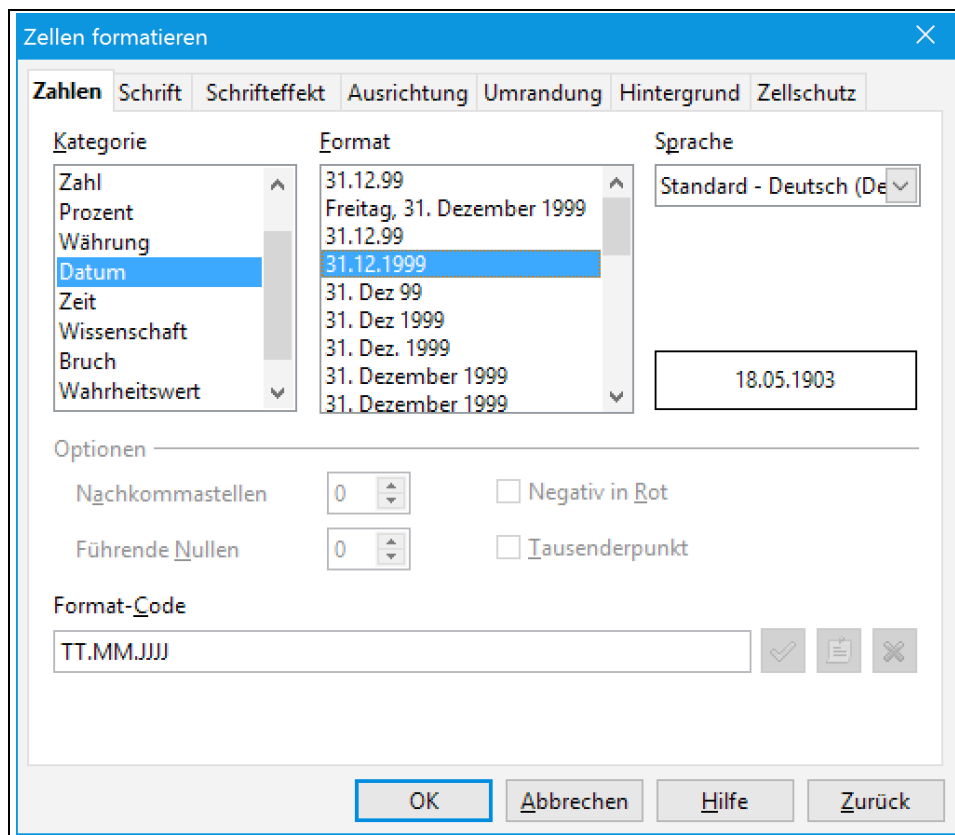 Zellen formatieren
Zahlen Schrift Schrifteffekt Ausrichtung Umrandung Hintergrund Zellschutz
Kategorie
Zahl
Prozent
Währung
Datum
Zeit
Wissenschaft
Bruch
Wahrheitswert
Format
31.12.99
Freitag, 31. Dezember 1999
31.12.99
31.12.1999
31. Dez 99
31. Dez 1999
31. Dez. 1999
31. Dezember 1999
31. Dezember 1999
Sprache
Standard - Deutsch (De
18.05.1903
Optionen
Nachkommastellen 0 Negativ in Rot
Führende Nullen 0 Tausenderpunkt
Format-Code
TT.MM.JJJJ
OK Abbrechen Hilfe Zurück